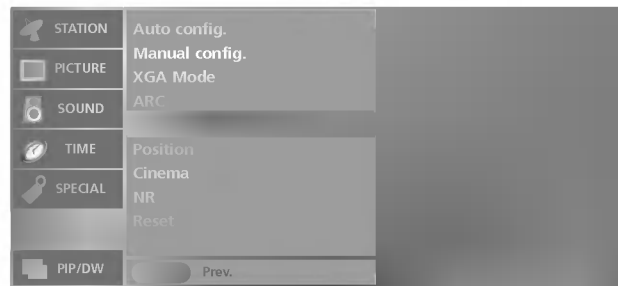 STATION
PICTURE
SOUND
TIME
SPECIAL
PIP/DW
Auto config.
Manual config.
XGA Mode
ARC
Position
Cinema
NR
Reset
Prev.